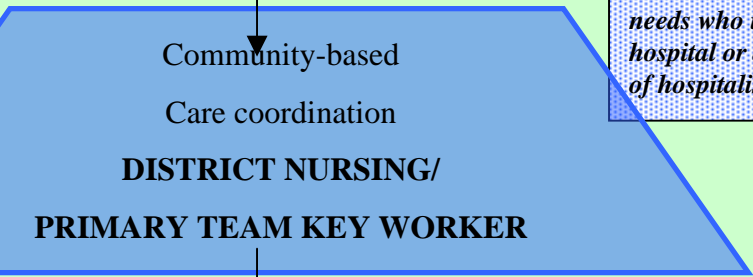 Community-based
Care coordination
DISTRICT NURSING/
PRIMARY TEAM KEY WORKER
needs who
hospital or
of hospitali